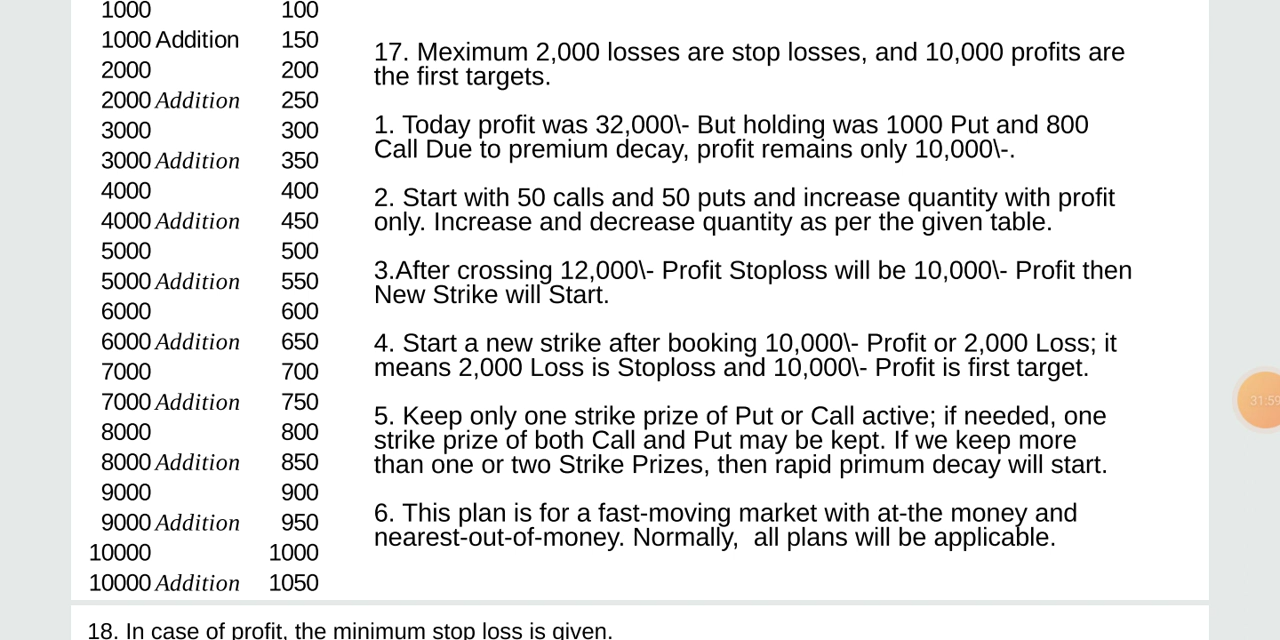 1000 100
1000 Addition 150
2000 200
2000 Addition 250
3000 300
3000 Addition 350
4000 400
4000 Addition 450
5000 500
5000 Addition 550
6000 600
6000 Addition 650
7000 700
7000 Addition 750
8000 800
8000 Addition 850
9000 900
9000 Addition 950
10000 1000
10000 Addition 1050
17. Meximum 2,000 losses are stop losses, and 10,000 profits are
the first targets.
1. Today profit was 32,000\- But holding was 1000 Put and 800
Call Due to premium decay, profit remains only 10,000\-.
2. Start with 50 calls and 50 puts and increase quantity with profit
only. Increase and decrease quantity as per the given table.
3.After crossing 12,000\- Profit Stoploss will be 10,000\- Profit then
New Strike will Start.
4. Start a new strike after booking 10,000\- Profit or 2,000 Loss; it
means 2,000 Loss is Stoploss and 10,000\- Profit is first target.
5. Keep only one strike prize of Put or Call active; if needed, one
strike prize of both Call and Put may be kept. If we keep more
than one or two Strike Prizes, then rapid primum decay will start.
6. This plan is for a fast-moving market with at-the money and
nearest-out-of-money. Normally,  all plans will be applicable.
31:59
18. In case of profit, the minimum stop loss is given.